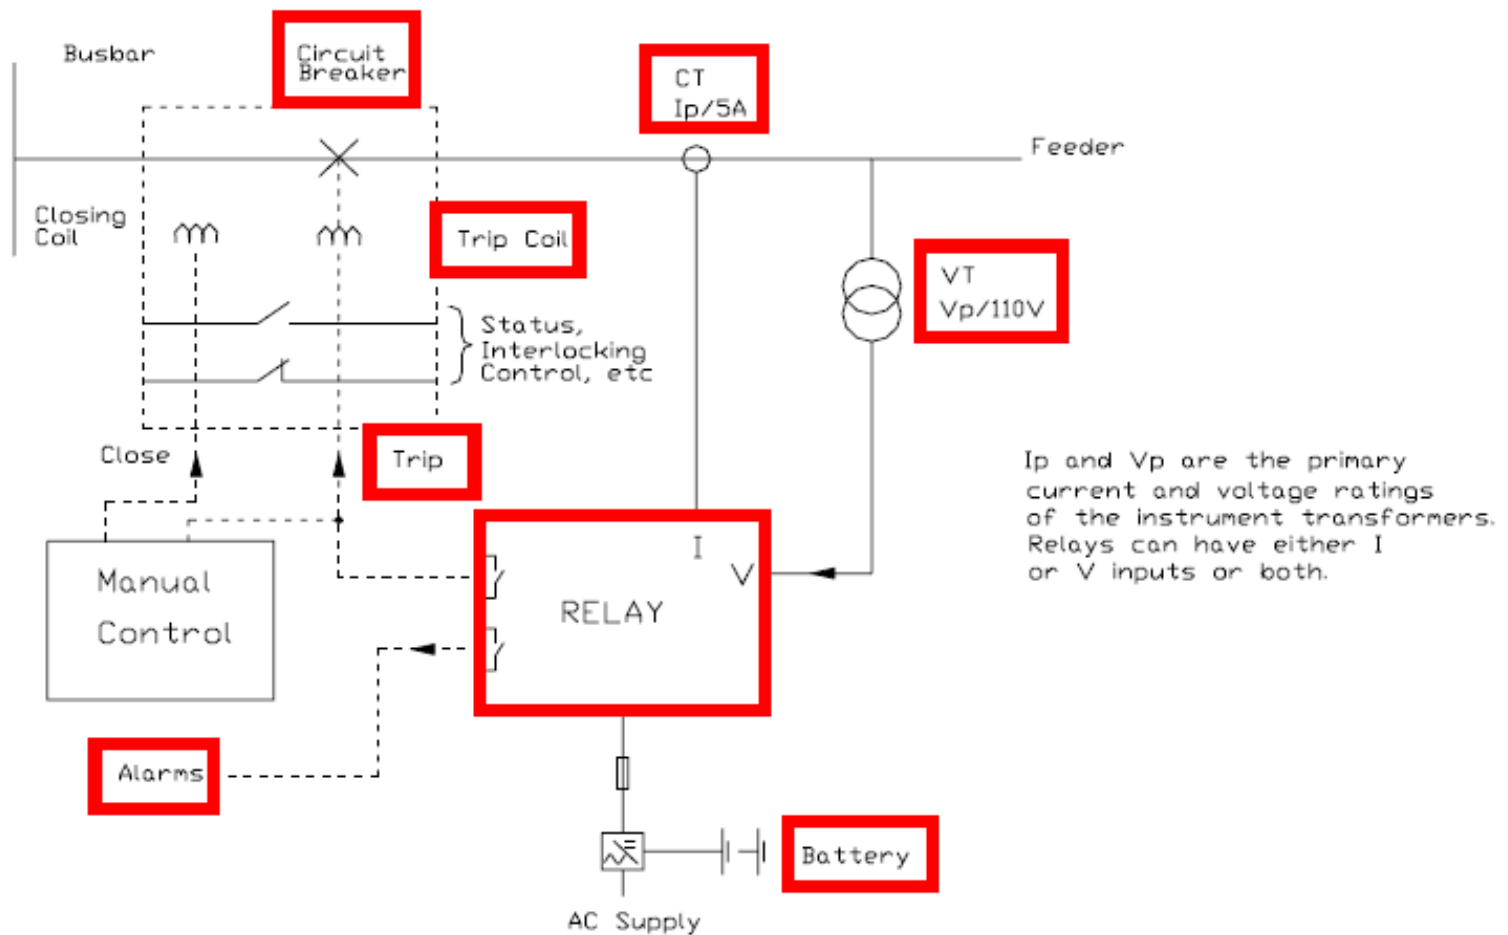 Busbar
Circuit
Breaker
CT
Ip/5A
Feeder
Closing
Coil
Trip Coil
VT
Vp/110V
Status,
Interlocking
Control, etc
Close
Trip
Ip and Vp are the primary
current and voltage ratings
of the instrument transformers.
Relays can have either I
or V inputs or both.
I
V
Manual
Control
RELAY
Alarms
Battery
AC Supply